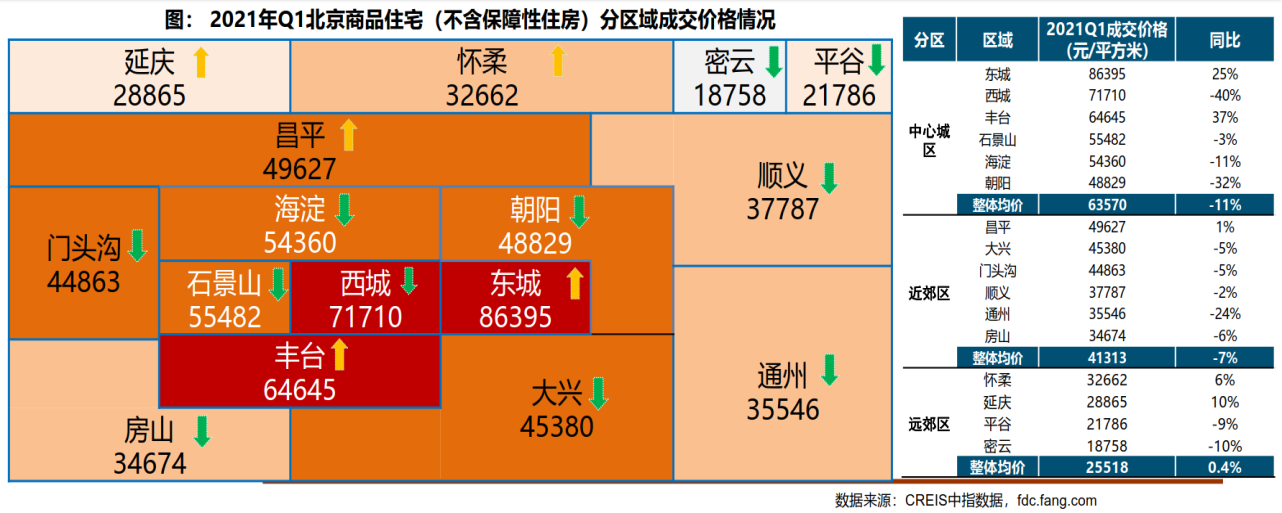 图： 2021年Q1北京商品住宅（不含保障性住房）分区域成交价格情况
延庆
28865
怀柔
32662
密云
18758
平谷
21786
昌平
49627
顺义
37787
门头沟
44863
海淀
54360
朝阳
48829
石景山
55482
西城
71710
东城
86395
丰台
64645
大兴
45380
通州
35546
房山
34674
分区 区域 2021Q1成交价格(元/平方米) 同比
中心城区
东城 86395 25%
西城 71710 -40%
丰台 64645 37%
石景山 55482 -3%
海淀 54360 -11%
朝阳 48829 -32%
整体均价 63570 -11%
近郊区
昌平 49627 1%
大兴 45380 -5%
门头沟 44863 -5%
顺义 37787 -2%
通州 35546 -24%
房山 34674 -6%
整体均价 41313 -7%
远郊区
怀柔 32662 6%
延庆 28865 10%
平谷 21786 -9%
密云 18758 -10%
整体均价 25518 0.4%
数据来源：CREIS中指数据，fdc.fang.com